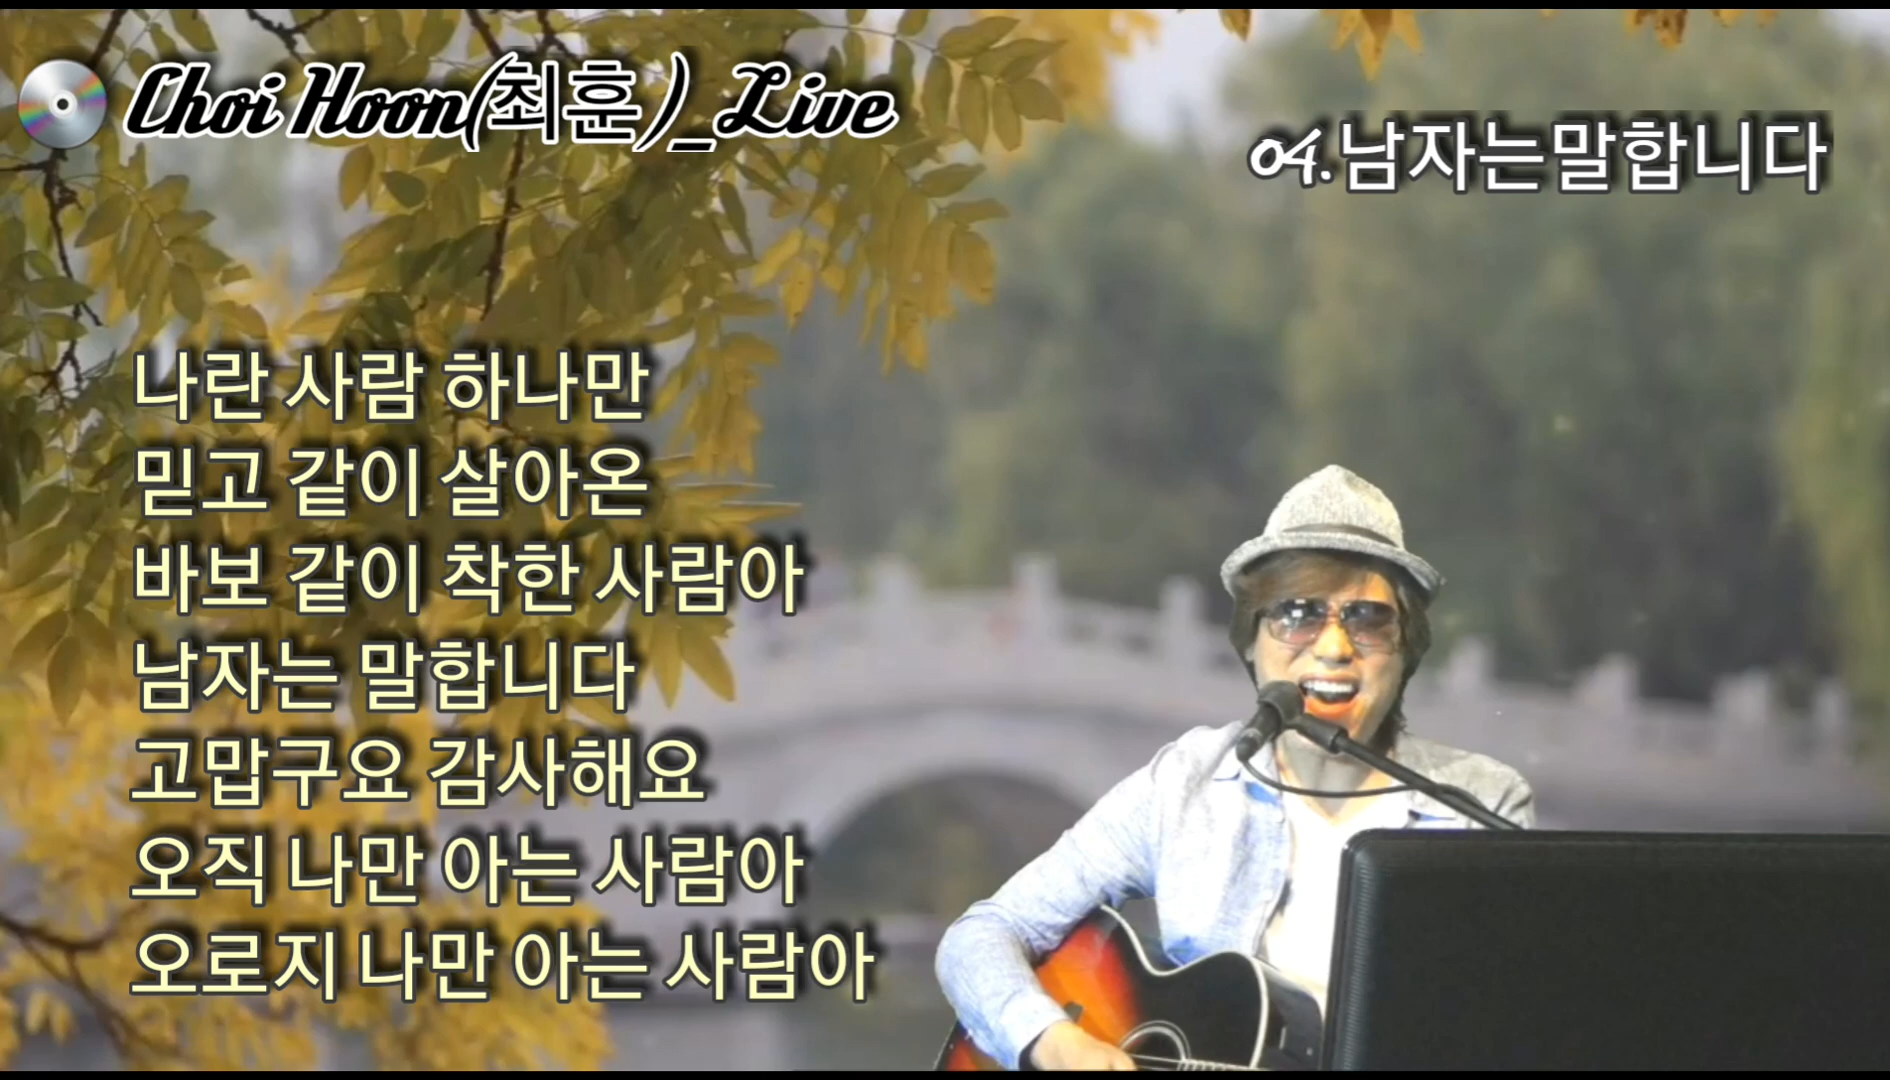 Choi Hoon(최훈)_Live
04.남자는말합니다
나란 사람 하나만
믿고 같이 살아온
바보 같이 착한 사람아
남자는 말합니다
고맙구요 감사해요
오직 나만 아는 사람아
오로지 나만 아는 사람아